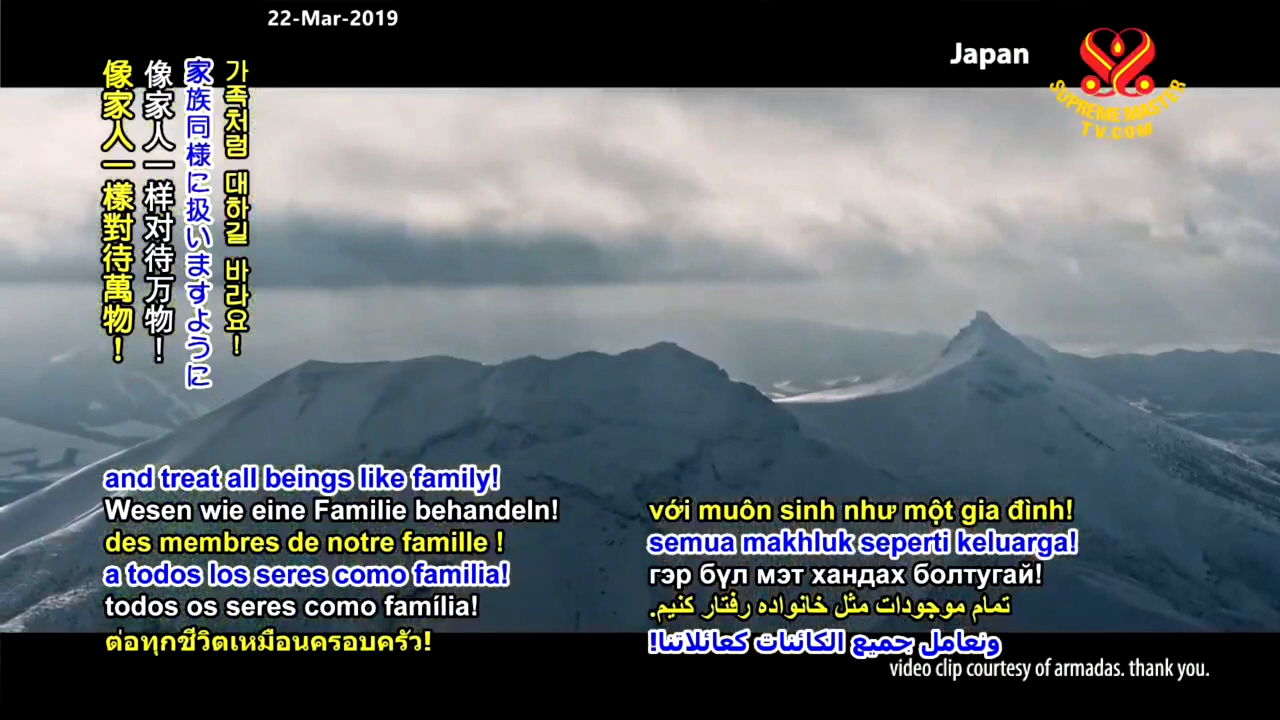 22-Mar-2019
Japan
SUPREME MASTER
TV.COM
가족처럼 대하길 바라요!
家族同様に扱いますように
像家人一样对待万物!
像家人一樣對待萬物!
and treat all beings like family!
Wesen wie eine Familie behandeln!
des membres de notre famille !
a todos los seres como familia!
todos os seres como família!
ต่อทุกชีวิตเหมือนครอบครัว!
với muôn sinh như một gia đình!
semua makhluk seperti keluarga!
гэр бүл мэт хандах болтугай!
تمام موجودات مثل خانواده رفتار کنیم.
ونعامل جميع الكائنات كعائلاتنا!
video clip courtesy of armadas. thank you.